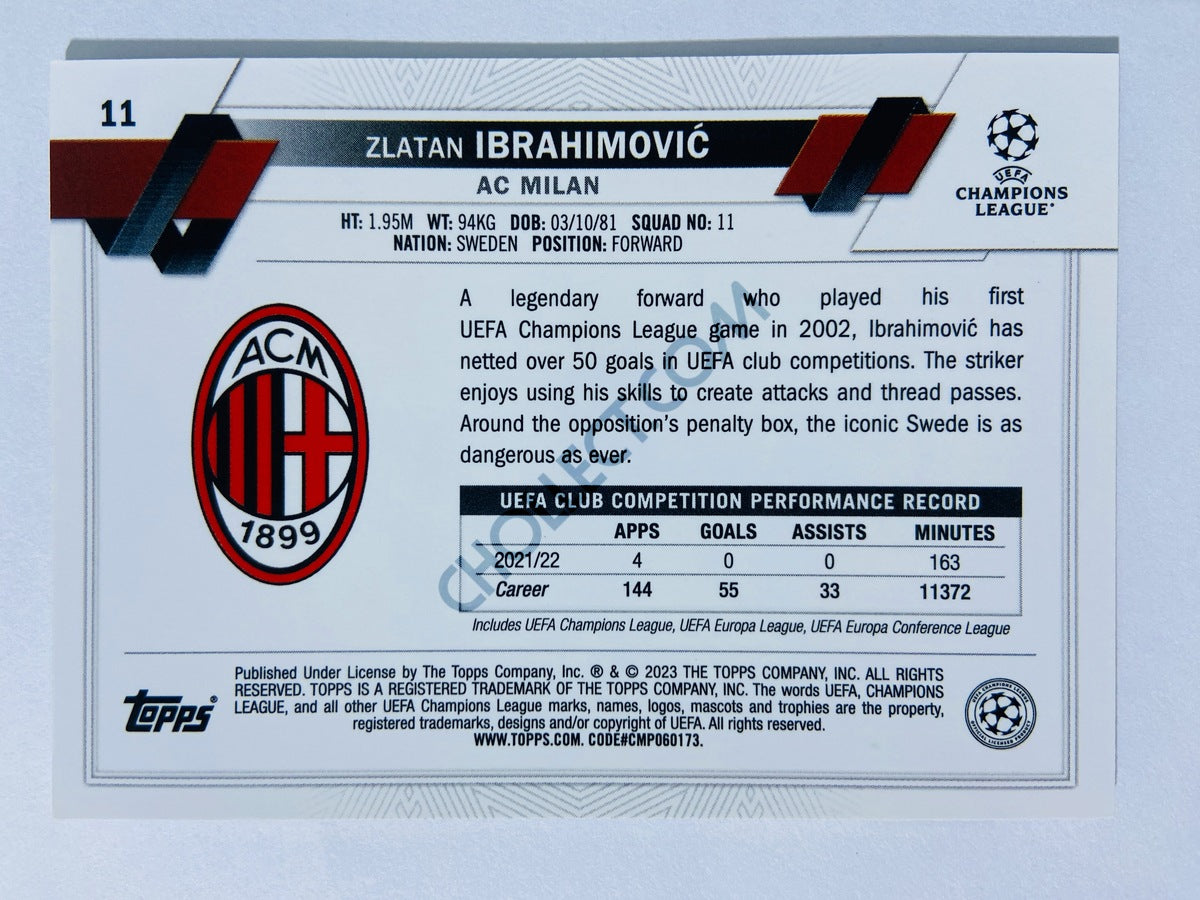 11
ZLATAN IBRAHIMOVIĆ
AC MILAN
UEFA
CHAMPIONS
LEAGUE®
HT: 1.95M WT: 94KG DOB: 03/10/81 SQUAD NO: 11
NATION: SWEDEN POSITION: FORWARD
ACM
1899
A legendary forward who played his first
UEFA Champions League game in 2002, Ibrahimović has
netted over 50 goals in UEFA club competitions. The striker
enjoys using his skills to create attacks and thread passes.
Around the opposition's penalty box, the iconic Swede is as
dangerous as ever.
CHOLLECT.COM
UEFA CLUB COMPETITION PERFORMANCE RECORD
APPS GOALS ASSISTS MINUTES
2021/22 4 0 0 163
Career 144 55 33 11372
Includes UEFA Champions League, UEFA Europa League, UEFA Europa Conference League
Topps®
Published Under License by The Topps Company, Inc. ® & © 2023 THE TOPPS COMPANY, INC. ALL RIGHTS
RESERVED. TOPPS IS A REGISTERED TRADEMARK OF THE TOPPS COMPANY, INC. The words UEFA, CHAMPIONS
LEAGUE, and all other UEFA Champions League marks, names, logos, mascots and trophies are the property,
registered trademarks, designs and/or copyright of UEFA. All rights reserved.
WWW.TOPPS.COM. CODE#CMP060173.
UEFA CHAMPIONS LEAGUE
OFFICIAL LICENSED PRODUCT